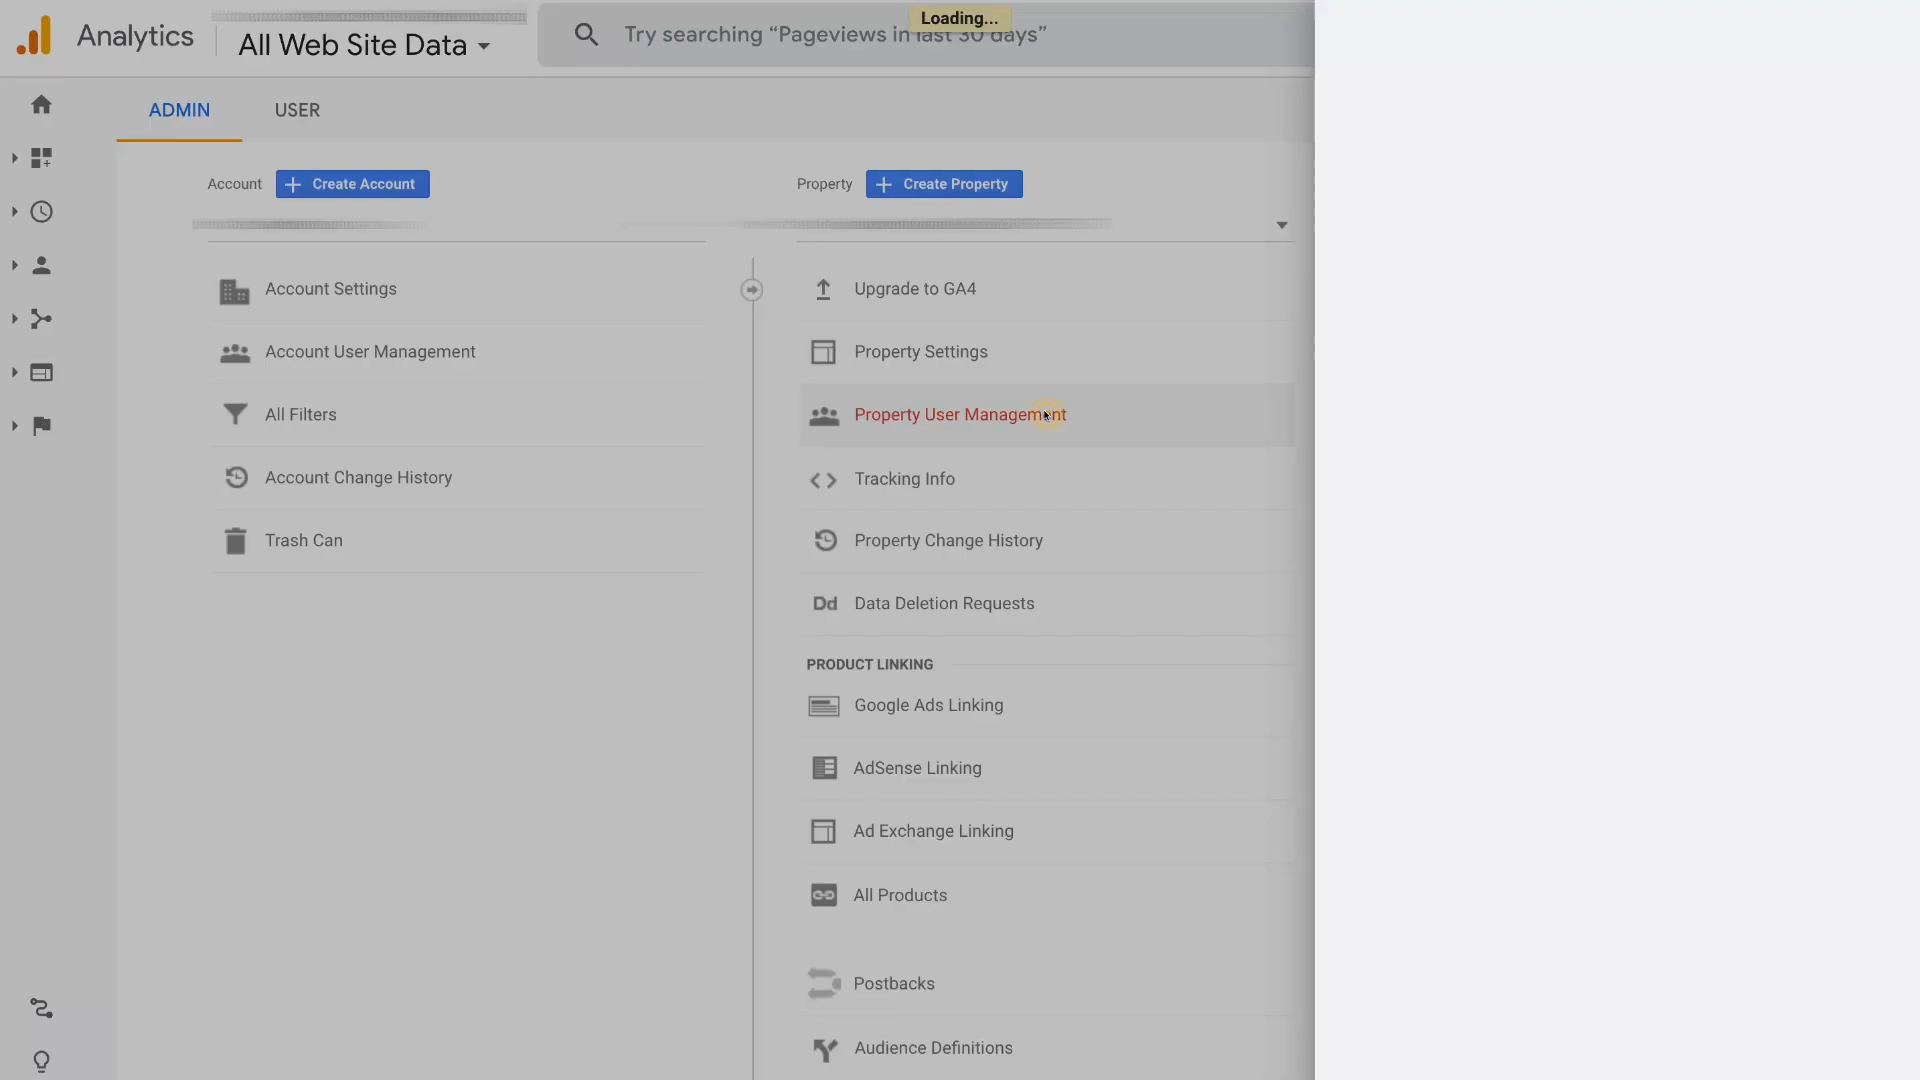 Analytics
All Web Site Data
Try searching “Pageviews in last 30 days”
Loading...
ADMIN
USER
Account
Create Account
Account Settings
Account User Management
All Filters
Account Change History
Trash Can
Property
Create Property
Upgrade to GA4
Property Settings
Property User Management
Tracking Info
Property Change History
Dd Data Deletion Requests
PRODUCT LINKING
Google Ads Linking
AdSense Linking
Ad Exchange Linking
All Products
Postbacks
Audience Definitions